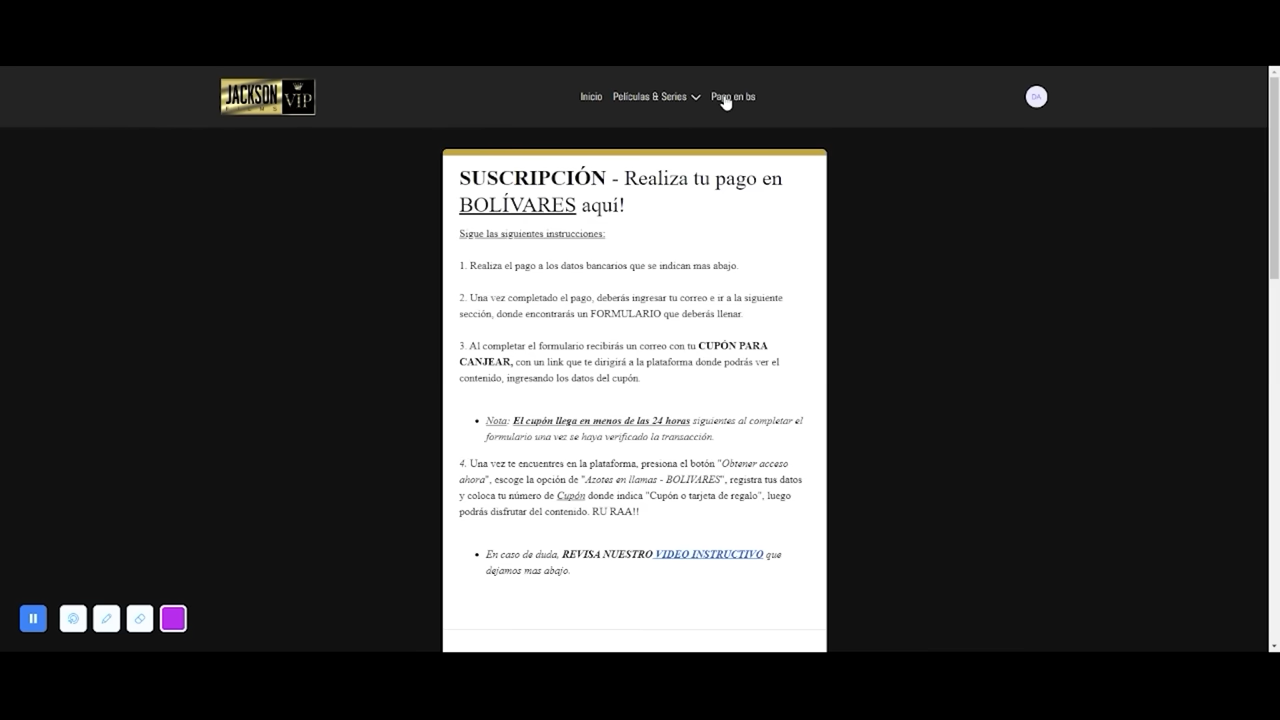 JACKSON VIP
FILMS
Inicio Películas & Series Pago en bs
DA
SUSCRIPCIÓN - Realiza tu pago en
BOLÍVARES aquí!
Sigue las siguientes instrucciones:
1. Realiza el pago a los datos bancarios que se indican mas abajo.
2. Una vez completado el pago, deberás ingresar tu correo e ir a la siguiente
sección, donde encontrarás un FORMULARIO que deberás llenar.
3. Al completar el formulario recibirás un correo con tu CUPÓN PARA
CANJEAR, con un link que te dirigirá a la plataforma donde podrás ver el
contenido, ingresando los datos del cupón.
Nota: El cupón llega en menos de las 24 horas siguientes al completar el
formulario una vez se haya verificado la transacción.
4. Una vez te encuentres en la plataforma, presiona el botón "Obtener acceso
ahora", escoge la opción de "Azotes en llamas - BOLIVARES", registra tus datos
y coloca tu número de Cupón donde indica "Cupón o tarjeta de regalo", luego
podrás disfrutar del contenido. RU RAA!!
En caso de duda, REVISA NUESTRO VIDEO INSTRUCTIVO que
dejamos mas abajo.